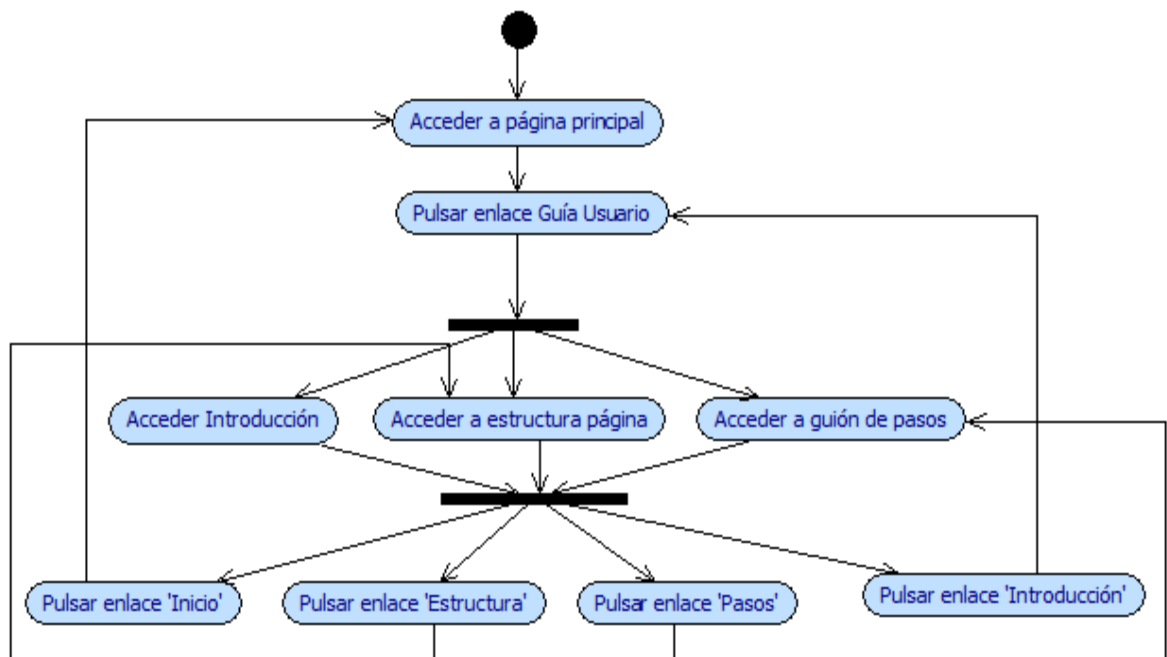 Acceder a página principal
Pulsar enlace Guía Usuario
Acceder Introducción
Acceder a estructura página
Acceder a guión de pasos
Pulsar enlace 'Inicio'
Pulsar enlace 'Estructura'
Pulsar enlace 'Pasos'
Pulsar enlace 'Introducción'